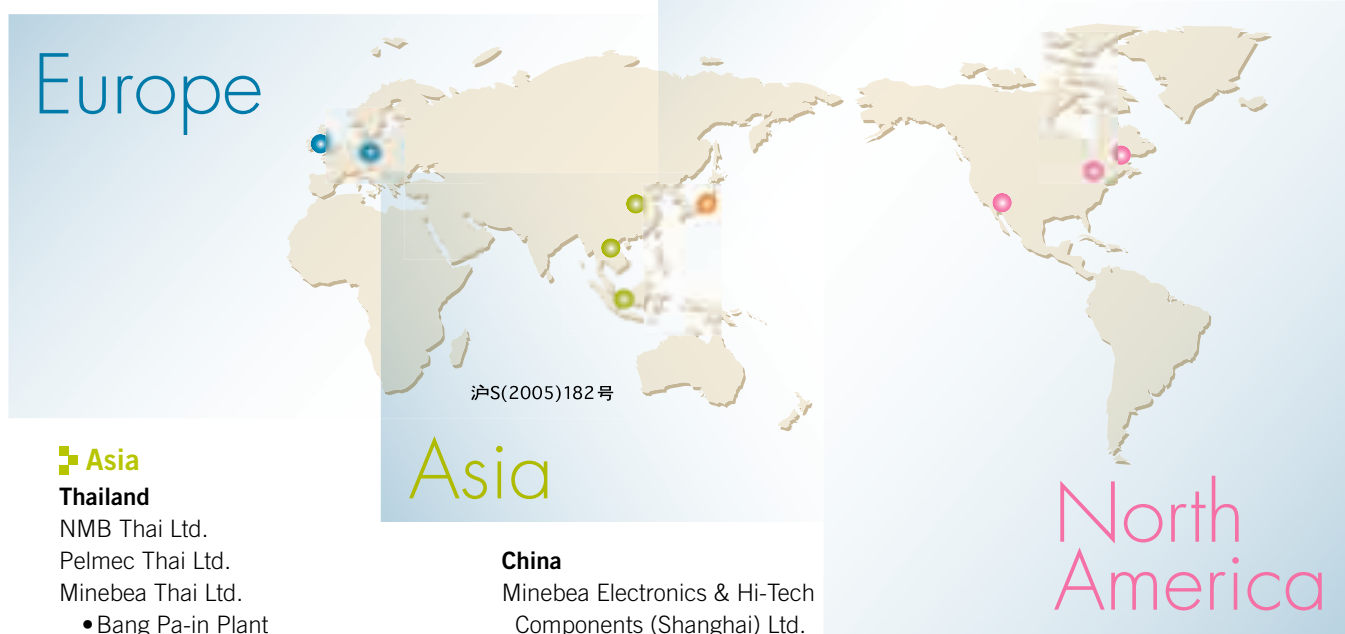 Europe
沪S(2005)182号
Asia
North
America
Asia
Thailand
NMB Thai Ltd.
Pelmec Thai Ltd.
Minebea Thai Ltd.
•Bang Pa-in Plant
China
Minebea Electronics & Hi-Tech
Components (Shanghai) Ltd.